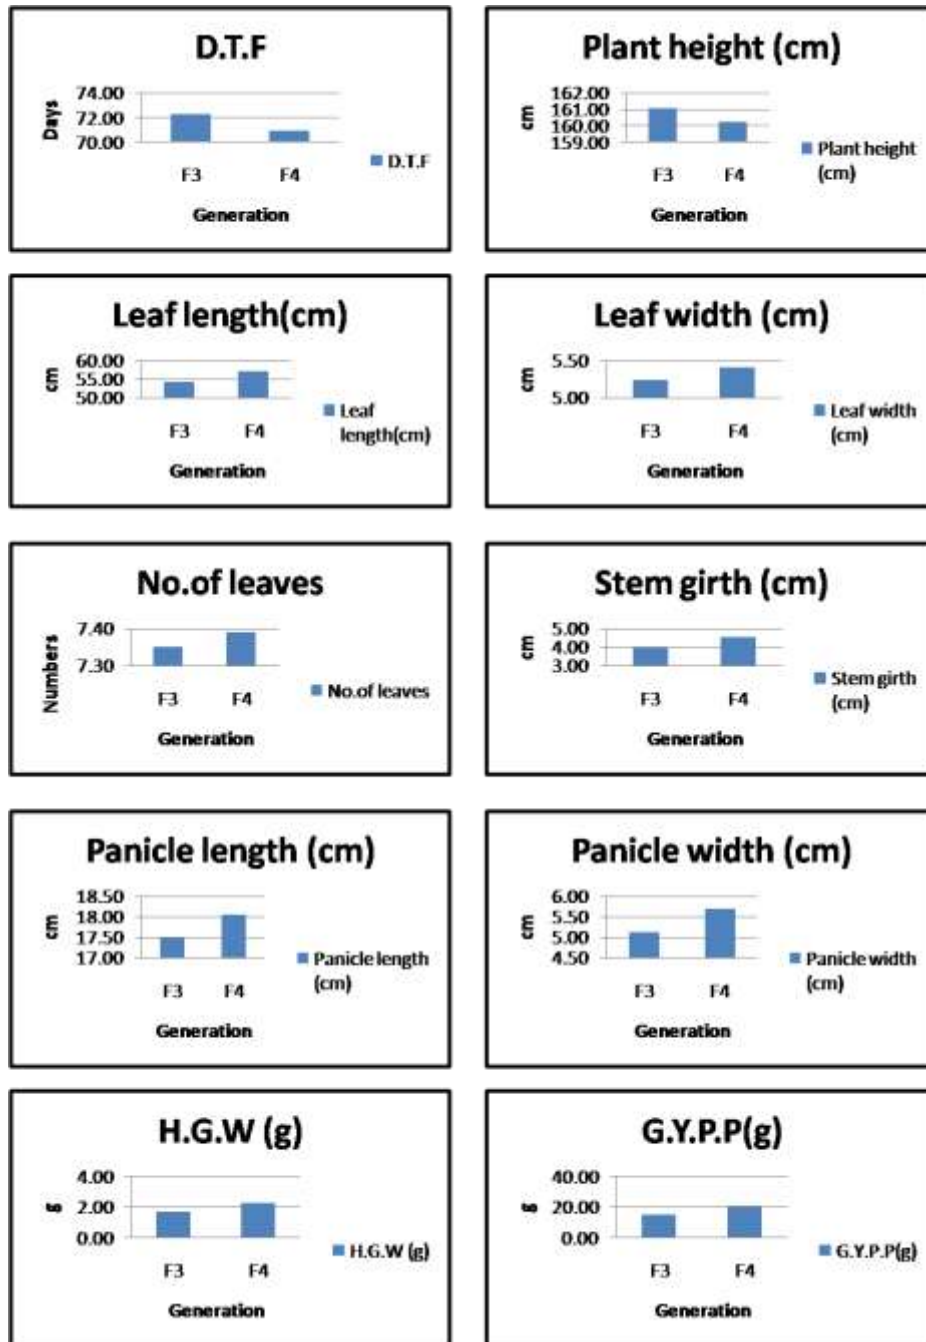 D.T.F
Days
74.00
72.00
70.00
F3 F4
Generation
D.T.F
Plant height (cm)
cm
162.00
161.00
160.00
159.00
F3 F4
Generation
Plant height
(cm)
Leaf length(cm)
cm
60.00
55.00
50.00
F3 F4
Generation
Leaf
length(cm)
Leaf width (cm)
cm
5.50
5.00
F3 F4
Generation
Leaf width
(cm)
No.of leaves
Numbers
7.40
7.30
F3 F4
Generation
No.of leaves
Stem girth (cm)
cm
5.00
4.00
3.00
F3 F4
Generation
Stem girth
(cm)
Panicle length (cm)
cm
18.50
18.00
17.50
17.00
F3 F4
Generation
Panicle length
(cm)
Panicle width (cm)
cm
6.00
5.50
5.00
4.50
F3 F4
Generation
Panicle width
(cm)
H.G.W (g)
g
4.00
2.00
0.00
F3 F4
Generation
H.G.W (g)
G.Y.P.P(g)
g
40.00
20.00
0.00
F3 F4
Generation
G.Y.P.P(g)